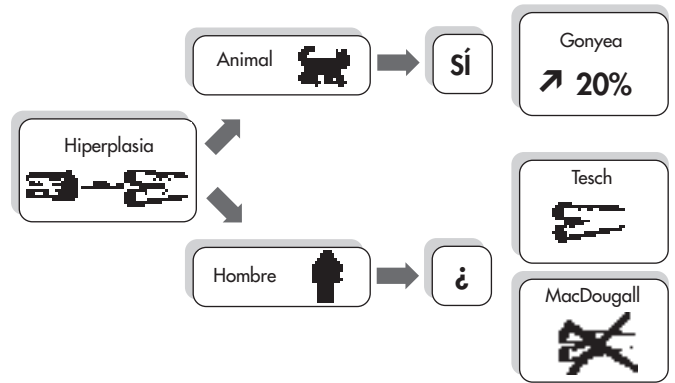 Hiperplasia
Animal
SÍ
Gonyea
↗ 20%
Hombre
¿
Tesch
MacDougall